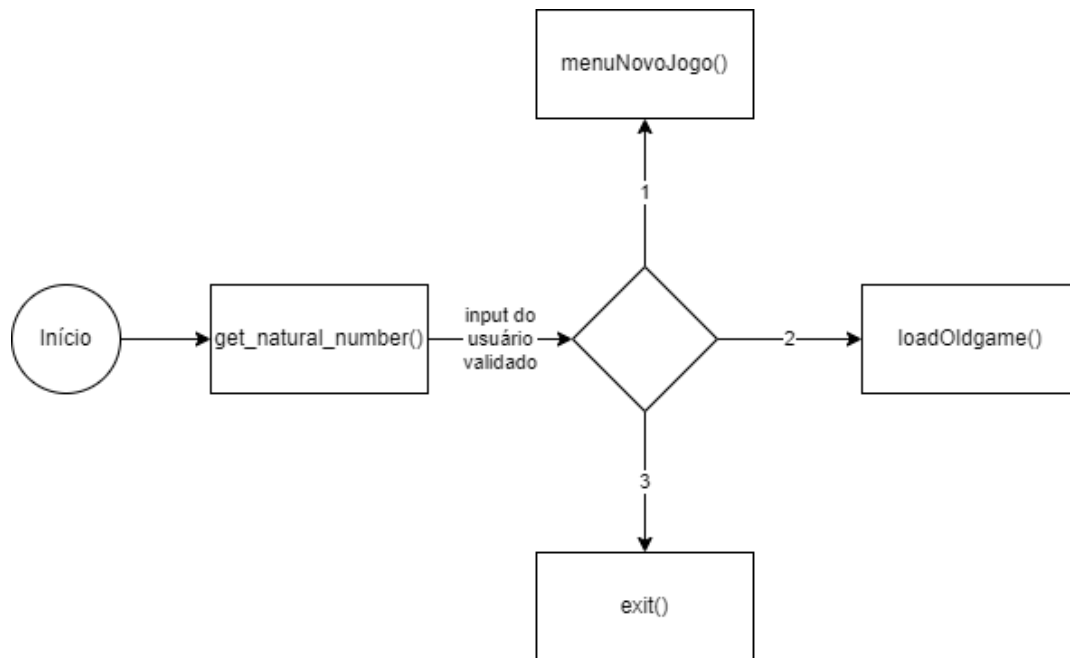 menuNovoJogo()
1
Início
get_natural_number()
input do
usuário
validado
2
loadOldgame()
3
exit()